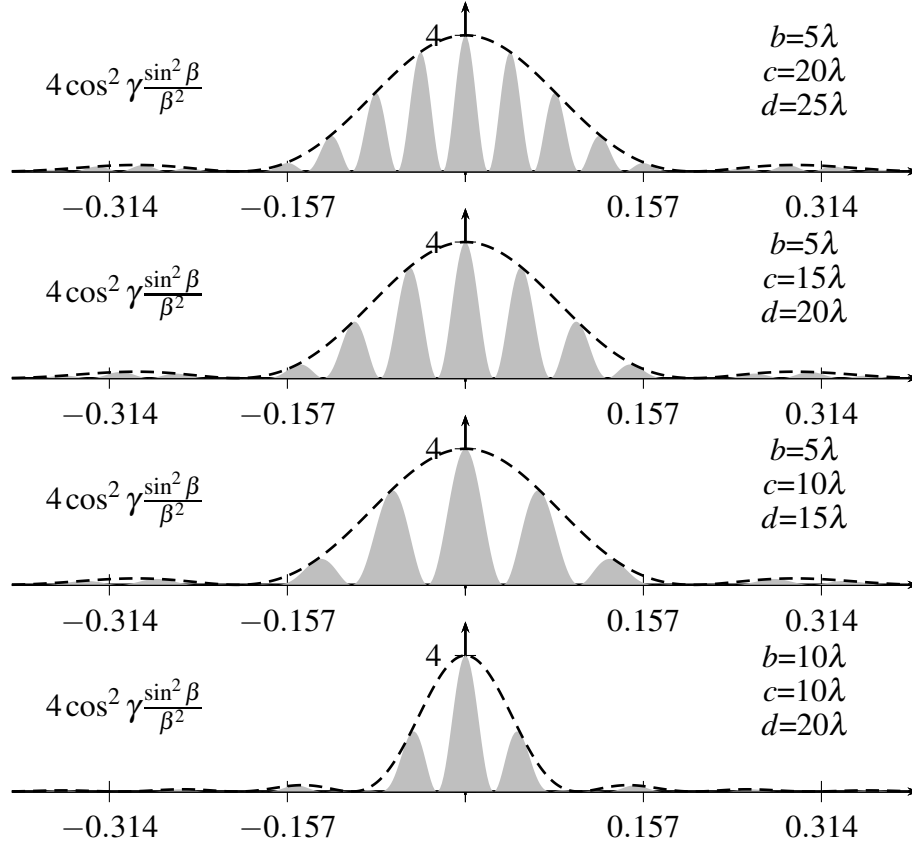 4
b=5λ
c=20λ
d=25λ
4 cos² γ sin² β / β²
−0.314 −0.157 0.157 0.314
4
b=5λ
c=15λ
d=20λ
4 cos² γ sin² β / β²
−0.314 −0.157 0.157 0.314
4
b=5λ
c=10λ
d=15λ
4 cos² γ sin² β / β²
−0.314 −0.157 0.157 0.314
4
b=10λ
c=10λ
d=20λ
4 cos² γ sin² β / β²
−0.314 −0.157 0.157 0.314